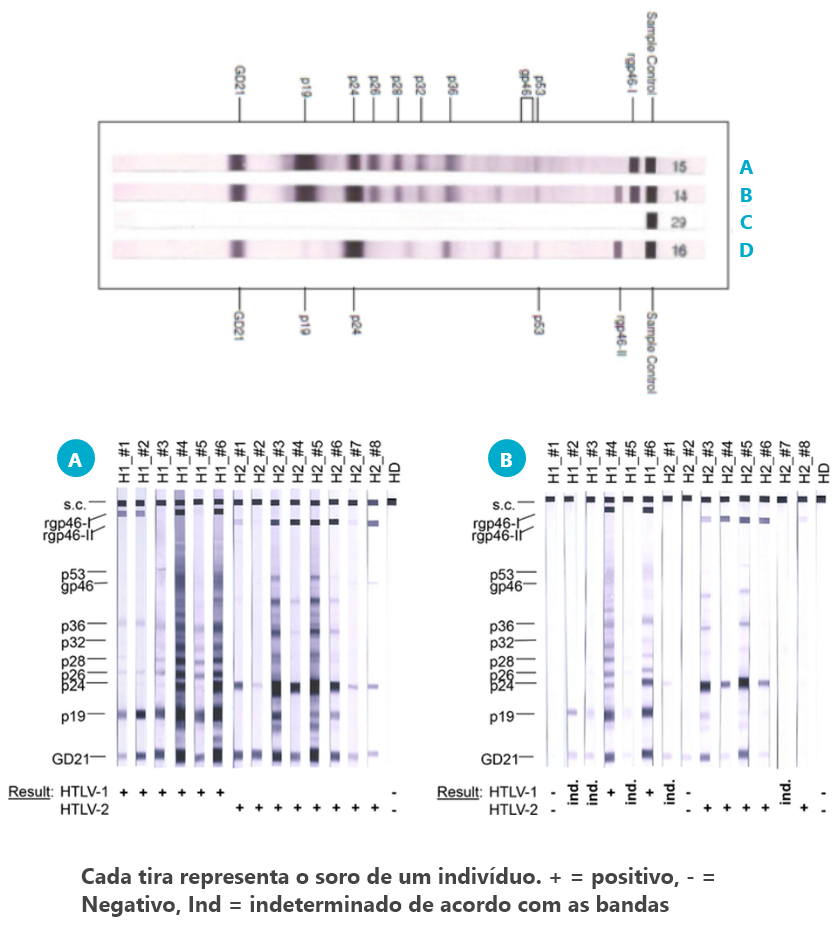 GD21 p19 p24 p26 p28 p32 p36 gp46 p53 rgp46-I Sample Control
15 A
14 B
29 C
16 D
GD21 p19 p24 p53 rgp46-II Sample Control
A
H1_#1 H1_#2 H1_#3 H1_#4 H1_#5 H1_#6 H2_#1 H2_#2 H2_#3 H2_#4 H2_#5 H2_#6 H2_#7 H2_#8 HD
s.c.
rgp46-I
rgp46-II
p53
gp46
p36
p32
p28
p26
p24
p19
GD21
Result: HTLV-1 + + + + + + -
HTLV-2 + + + + + + + + -
B
H1_#1 H1_#2 H1_#3 H1_#4 H1_#5 H1_#6 H2_#1 H2_#2 H2_#3 H2_#4 H2_#5 H2_#6 H2_#7 H2_#8 HD
s.c.
rgp46-I
rgp46-II
p53
gp46
p36
p32
p28
p26
p24
p19
GD21
Result: HTLV-1 - ind. ind. + ind. + ind. - ind. -
HTLV-2 - - + + + + + -
Cada tira representa o soro de um indivíduo. + = positivo, - =
Negativo, Ind = indeterminado de acordo com as bandas